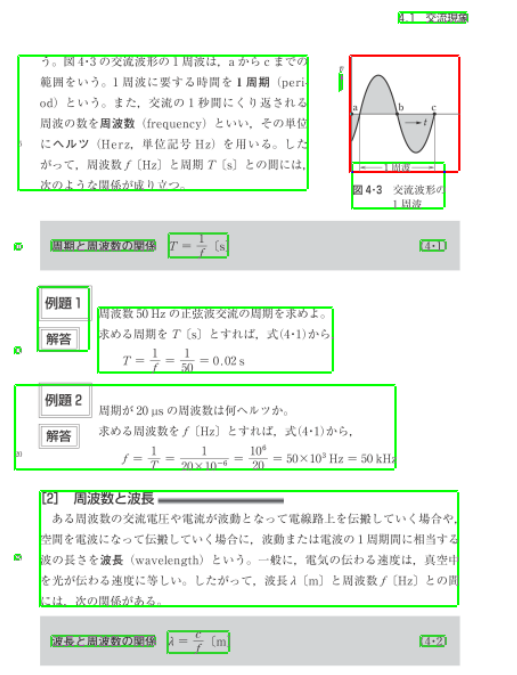 4.1 交流現象
う。図4・3の交流波形の1周波は，aからcまでの
範囲をいう。1周波に要する時間を1周期（peri-
od）という。また，交流の1秒間にくり返される
周波の数を周波数（frequency）といい，その単位
にヘルツ（Herz，単位記号 Hz）を用いる。した
がって，周波数 f〔Hz〕と周期 T〔s〕との間には，
次のような関係が成り立つ。
a b c
t
1周波
図4-3 交流波形の
1周波
周期と周波数の関係 T = 1/f〔s〕 (4・1)
例題1
周波数 50 Hz の正弦波交流の周期を求めよ。
解答
求める周期を T〔s〕とすれば，式(4・1)から
T = 1/f = 1/50 = 0.02 s
例題2
周期が 20 μs の周波数は何ヘルツか。
解答
求める周波数を f〔Hz〕とすれば，式(4・1)から，
f = 1/T = 1/(20×10⁻⁶) = 10⁶/20 = 50×10³ Hz = 50 kHz
[2] 周波数と波長
ある周波数の交流電圧や電流が波動となって電線路上を伝搬していく場合や，
空間を電波になって伝搬していく場合に，波動または電波の1周期間に相当する
波の長さを波長（wavelength）という。一般に，電気の伝わる速度は，真空中
を光が伝わる速度に等しい。したがって，波長 λ〔m〕と周波数 f〔Hz〕との間
には，次の関係がある。
波長と周波数の関係 λ = c/f〔m〕 (4・2)